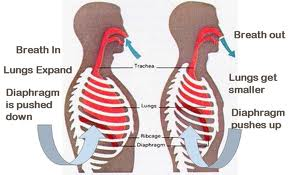 Breath In
Lungs Expand
Diaphragm
is pushed
down
Trachea
Lungs
Ribcage
Diaphragm
Breath out
Lungs get
smaller
Diaphragm
pushes up